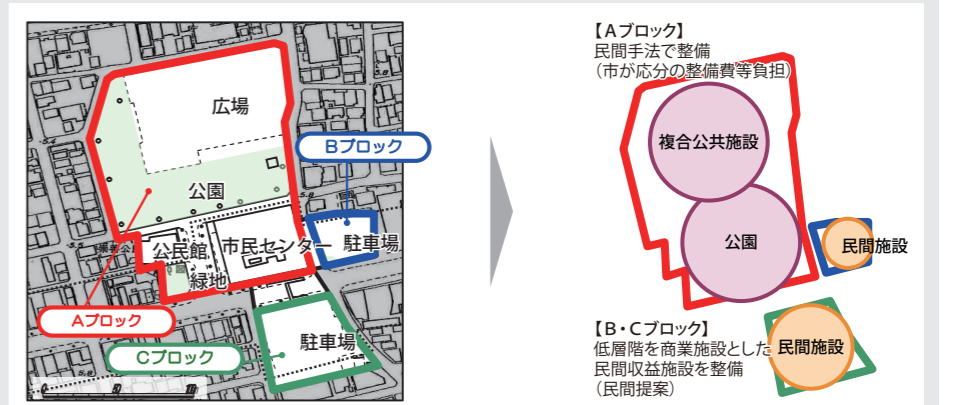 広場
Bブロック
公園
公民館
市民センター
駐車場
緑地
Aブロック
Cブロック
駐車場
【Aブロック】
民間手法で整備
（市が応分の整備費等負担）
複合公共施設
公園
民間施設
【B・Cブロック】
低層階を商業施設とした
民間収益施設を整備
（民間提案）
民間施設